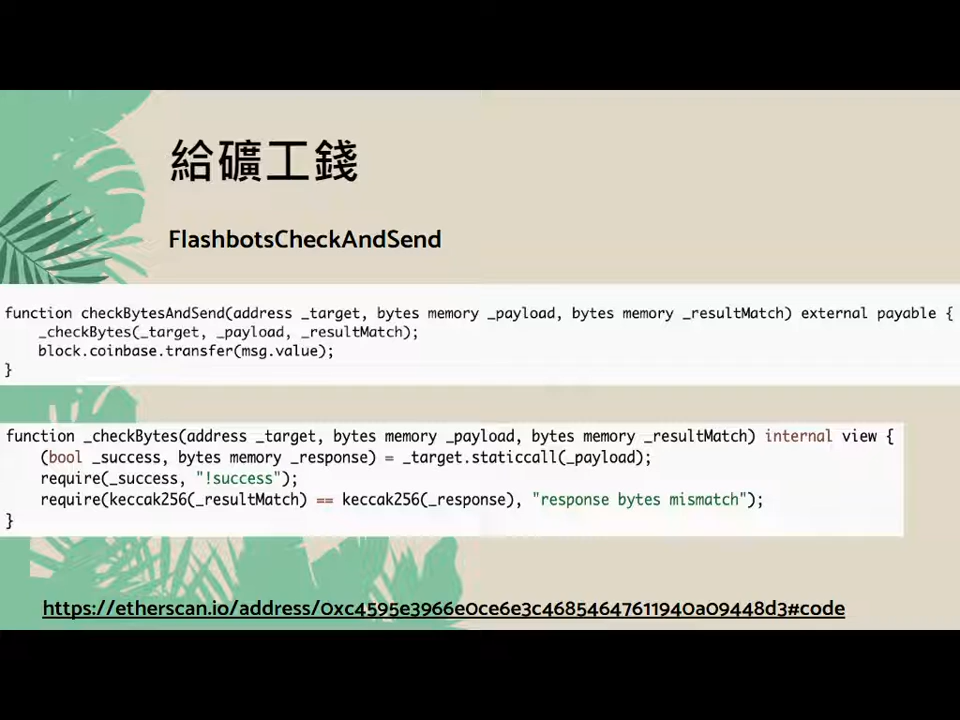 給礦工錢
FlashbotsCheckAndSend
function checkBytesAndSend(address _target, bytes memory _payload, bytes memory _resultMatch) external payable {
    _checkBytes(_target, _payload, _resultMatch);
    block.coinbase.transfer(msg.value);
}
function _checkBytes(address _target, bytes memory _payload, bytes memory _resultMatch) internal view {
    (bool _success, bytes memory _response) = _target.staticcall(_payload);
    require(_success, "!success");
    require(keccak256(_resultMatch) == keccak256(_response), "response bytes mismatch");
}
https://etherscan.io/address/0xc4595e3966e0ce6e3c46854647611940a09448d3#code